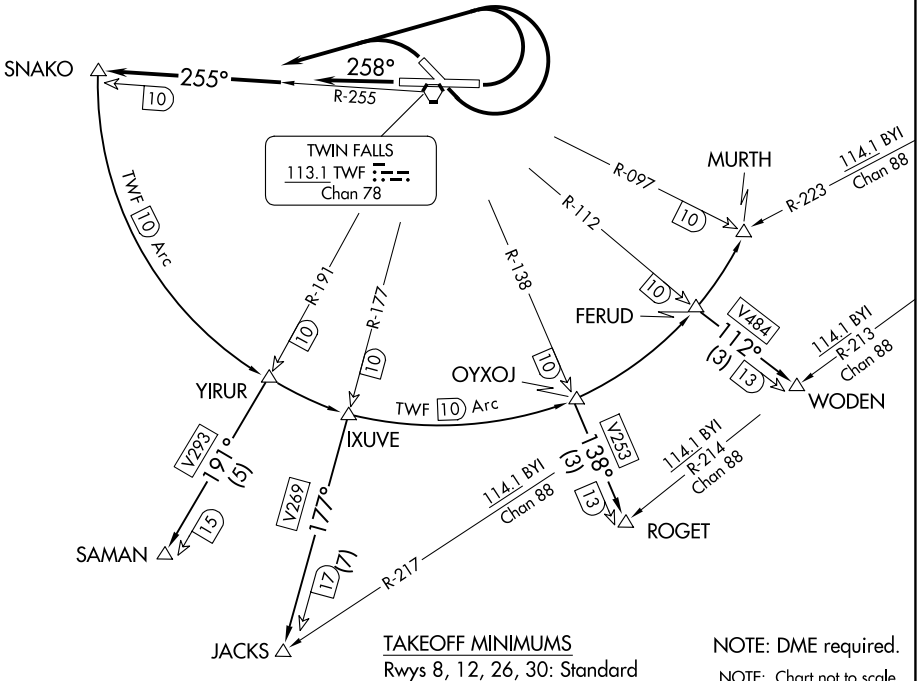 SNAKO
255°
258°
R-255
10
TWIN FALLS
113.1 TWF
Chan 78
MURTH
114.1 BYI
R-223
Chan 88
R-097
10
R-112
10
TWF 10 Arc
R-191
10
R-177
10
R-138
10
FERUD
V484
112°
(3)
13
114.1 BYI
R-213
Chan 88
WODEN
YIRUR
OYXOJ
IXUVE
TWF 10 Arc
V293
191°
(5)
15
SAMAN
V269
177°
(7)
17
JACKS
114.1 BYI
Chan 88
R-217
V253
138°
(3)
13
114.1 BYI
R-214
Chan 88
ROGET
TAKEOFF MINIMUMS
Rwys 8, 12, 26, 30: Standard
NOTE: DME required.
NOTE: Chart not to scale